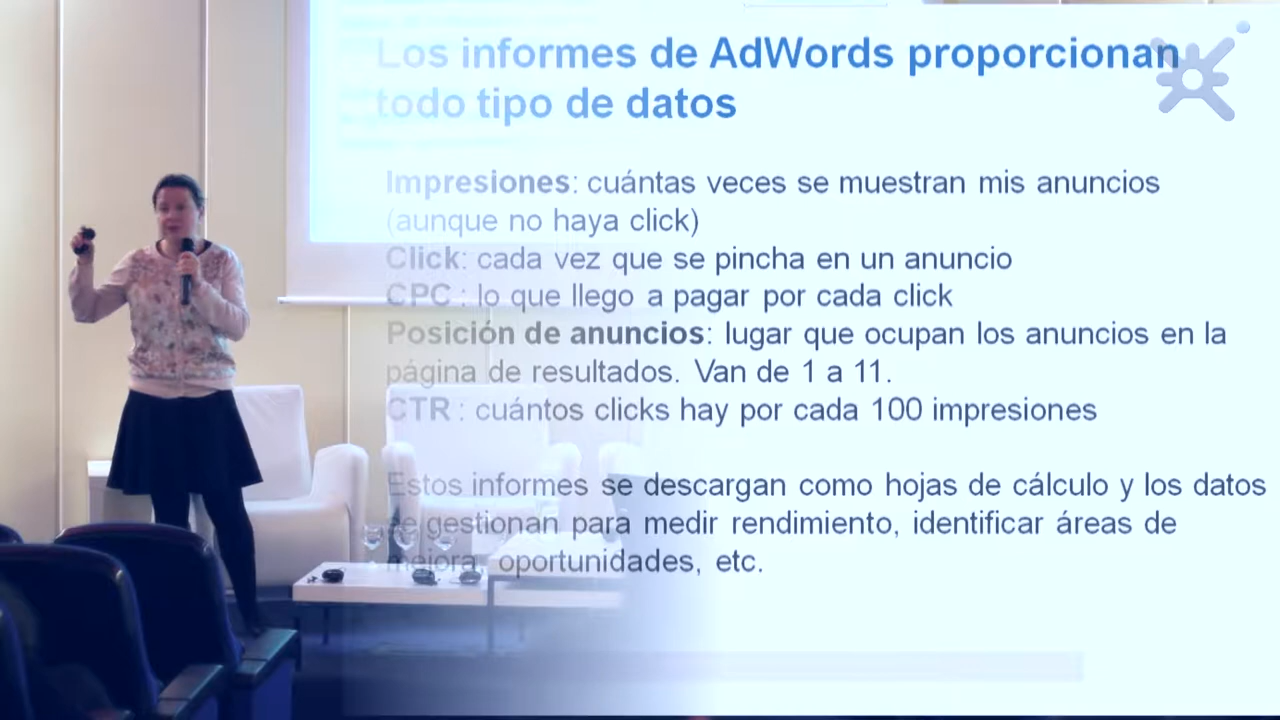 Los informes de AdWords proporcionan
todo tipo de datos
Impresiones: cuántas veces se muestran mis anuncios
(aunque no haya click)
Click: cada vez que se pincha en un anuncio
CPC : lo que llego a pagar por cada click
Posición de anuncios: lugar que ocupan los anuncios en la
página de resultados. Van de 1 a 11.
CTR : cuántos clicks hay por cada 100 impresiones
Estos informes se descargan como hojas de cálculo y los datos
se gestionan para medir rendimiento, identificar áreas de
mejora, oportunidades, etc.